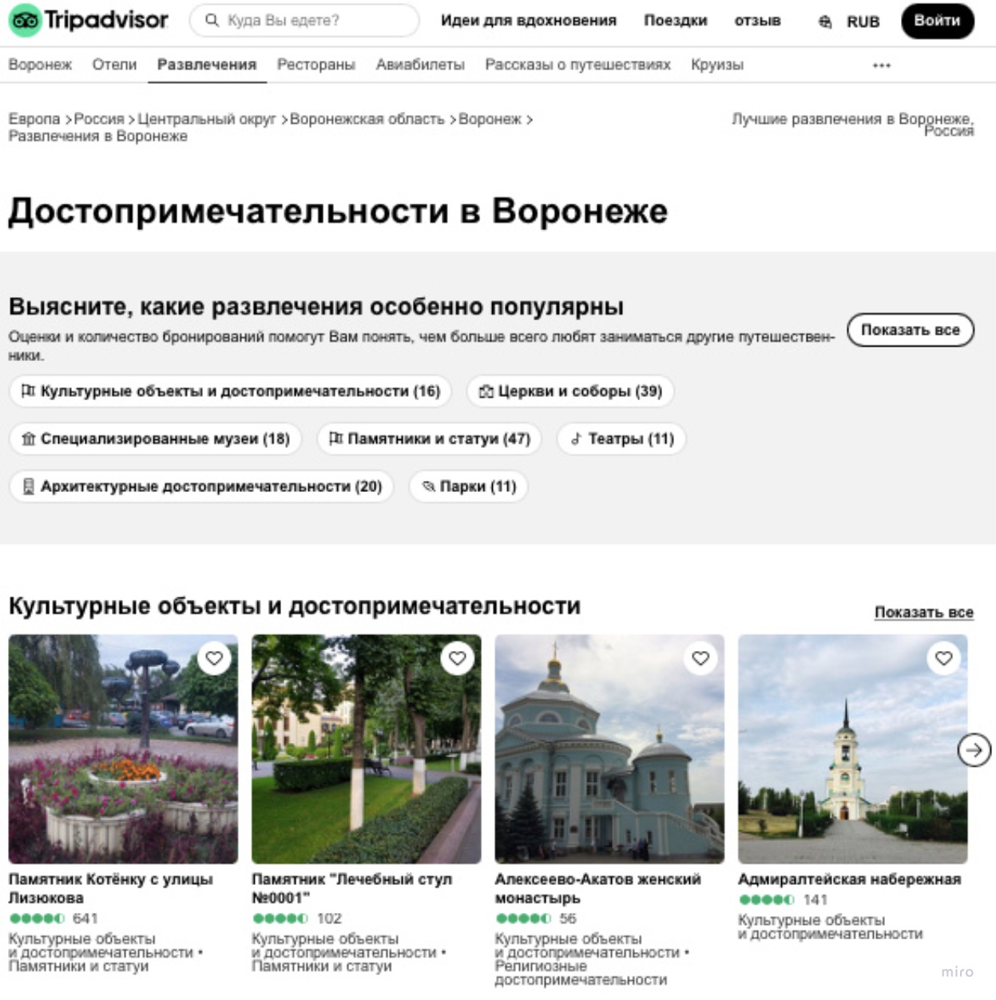 Tripadvisor
Куда Вы едете?
Идеи для вдохновения
Поездки
отзыв
RUB
Войти
Воронеж
Отели
Развлечения
Рестораны
Авиабилеты
Рассказы о путешествиях
Круизы
•••
Европа >Россия >Центральный округ >Воронежская область >Воронеж >
Развлечения в Воронеже
Лучшие развлечения в Воронеже,
Россия
Достопримечательности в Воронеже
Выясните, какие развлечения особенно популярны
Оценки и количество бронирований помогут Вам понять, чем больше всего любят заниматься другие путешествен-
ники.
Показать все
Культурные объекты и достопримечательности (16)
Церкви и соборы (39)
Специализированные музеи (18)
Памятники и статуи (47)
Театры (11)
Архитектурные достопримечательности (20)
Парки (11)
Культурные объекты и достопримечательности
Показать все
Памятник Котёнку с улицы
Лизюкова
641
Культурные объекты
и достопримечательности •
Памятники и статуи
Памятник "Лечебный стул
№0001"
102
Культурные объекты
и достопримечательности •
Памятники и статуи
Алексеево-Акатов женский
монастырь
56
Культурные объекты
и достопримечательности •
Религиозные
достопримечательности
Адмиралтейская набережная
141
Культурные объекты
и достопримечательности
miro